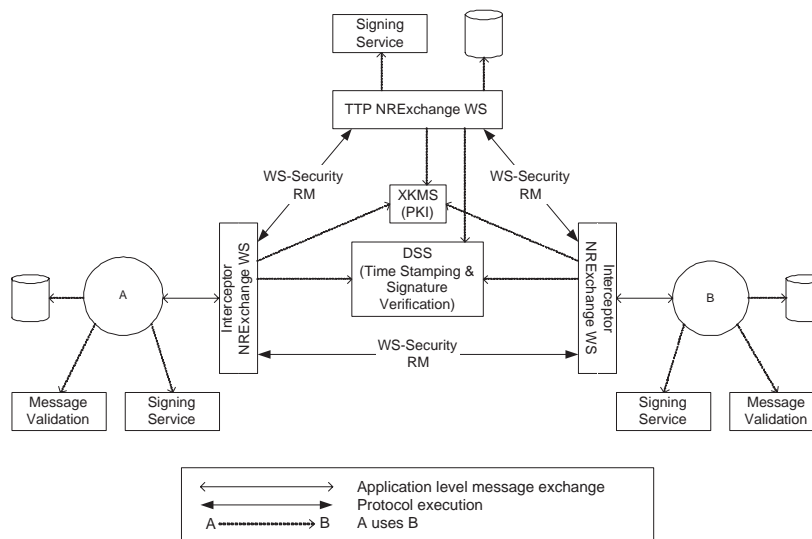 Signing
Service
TTP NRExchange WS
WS-Security
RM
WS-Security
RM
XKMS
(PKI)
DSS
(Time Stamping &
Signature
Verification)
Interceptor
NRExchange WS
Interceptor
NRExchange WS
A
B
WS-Security
RM
Message
Validation
Signing
Service
Signing
Service
Message
Validation
Application level message exchange
Protocol execution
A B A uses B